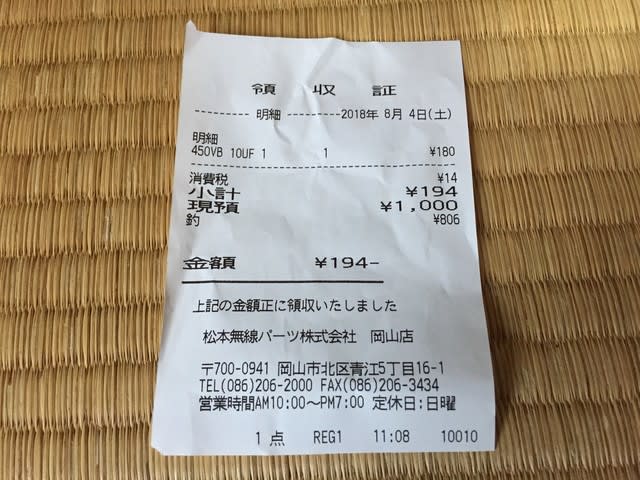 領 収 証
---------- 明細 ----------2018年 8月 4日(土)
明細
450VB 10UF 1 1 ¥180
消費税 ¥14
小計 ¥194
現預 ¥1,000
釣 ¥806
金額 ¥194-
上記の金額正に領収いたしました
松本無線パーツ株式会社 岡山店
〒700-0941 岡山市北区青江5丁目16-1
TEL(086)206-2000 FAX(086)206-3434
営業時間AM10:00〜PM7:00 定休日:日曜
1 点 REG1 11:08 10010